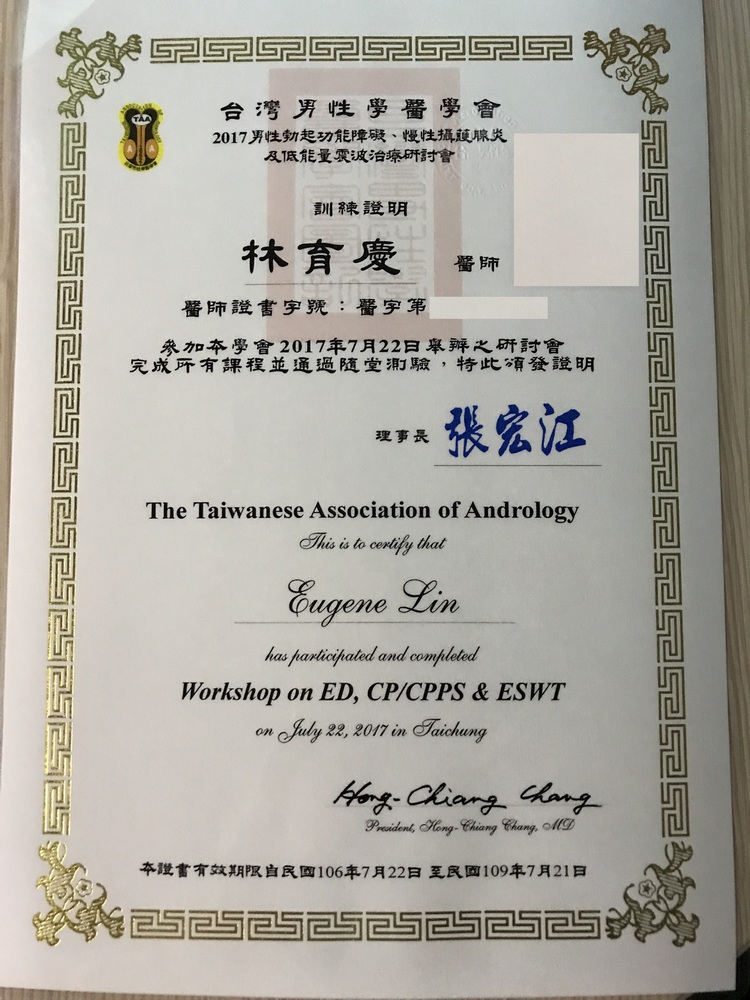 台灣男性學醫學會
2017男性勃起功能障礙、慢性攝護腺炎
及低能量震波治療研討會
TAA
訓練證明
林育慶 醫師
醫師證書字號：醫字第
參加本學會2017年7月22日舉辦之研討會
完成所有課程並通過隨堂測驗，特此頒發證明
理事長 張宏江
The Taiwanese Association of Andrology
This is to certify that
Eugene Lin
has participated and completed
Workshop on ED, CP/CPPS & ESWT
on July 22, 2017 in Taichung
Hong-Chiang Chang
President, Hong-Chiang Chang, MD
本證書有效期限自民國106年7月22日 至民國109年7月21日